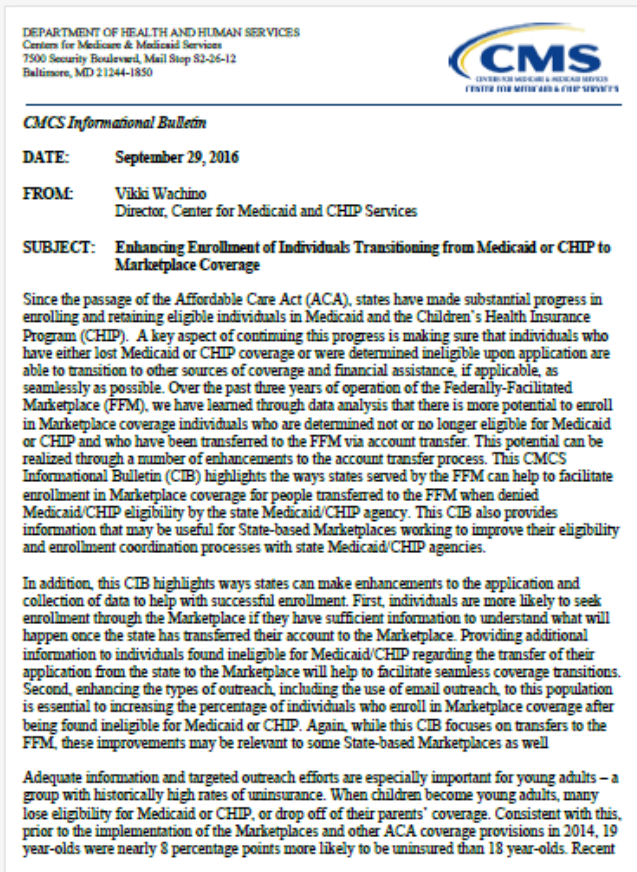 DEPARTMENT OF HEALTH AND HUMAN SERVICES
Centers for Medicare & Medicaid Services
7500 Security Boulevard, Mail Stop S2-26-12
Baltimore, MD 21244-1850
CMS
CENTERS FOR MEDICARE & MEDICAID SERVICES
CENTER FOR MEDICAID & CHIP SERVICES
CMCS Informational Bulletin
DATE: September 29, 2016
FROM: Vikki Wachino
Director, Center for Medicaid and CHIP Services
SUBJECT: Enhancing Enrollment of Individuals Transitioning from Medicaid or CHIP to
Marketplace Coverage
Since the passage of the Affordable Care Act (ACA), states have made substantial progress in
enrolling and retaining eligible individuals in Medicaid and the Children's Health Insurance
Program (CHIP). A key aspect of continuing this progress is making sure that individuals who
have either lost Medicaid or CHIP coverage or were determined ineligible upon application are
able to transition to other sources of coverage and financial assistance, if applicable, as
seamlessly as possible. Over the past three years of operation of the Federally-Facilitated
Marketplace (FFM), we have learned through data analysis that there is more potential to enroll
in Marketplace coverage individuals who are determined not or no longer eligible for Medicaid
or CHIP and who have been transferred to the FFM via account transfer. This potential can be
realized through a number of enhancements to the account transfer process. This CMCS
Informational Bulletin (CIB) highlights the ways states served by the FFM can help to facilitate
enrollment in Marketplace coverage for people transferred to the FFM when denied
Medicaid/CHIP eligibility by the state Medicaid/CHIP agency. This CIB also provides
information that may be useful for State-based Marketplaces working to improve their eligibility
and enrollment coordination processes with state Medicaid/CHIP agencies.
In addition, this CIB highlights ways states can make enhancements to the application and
collection of data to help with successful enrollment. First, individuals are more likely to seek
enrollment through the Marketplace if they have sufficient information to understand what will
happen once the state has transferred their account to the Marketplace. Providing additional
information to individuals found ineligible for Medicaid/CHIP regarding the transfer of their
application from the state to the Marketplace will help to facilitate seamless coverage transitions.
Second, enhancing the types of outreach, including the use of email outreach, to this population
is essential to increasing the percentage of individuals who enroll in Marketplace coverage after
being found ineligible for Medicaid or CHIP. Again, while this CIB focuses on transfers to the
FFM, these improvements may be relevant to some State-based Marketplaces as well
Adequate information and targeted outreach efforts are especially important for young adults – a
group with historically high rates of uninsurance. When children become young adults, many
lose eligibility for Medicaid or CHIP, or drop off of their parents' coverage. Consistent with this,
prior to the implementation of the Marketplaces and other ACA coverage provisions in 2014, 19
year-olds were nearly 8 percentage points more likely to be uninsured than 18 year-olds. Recent